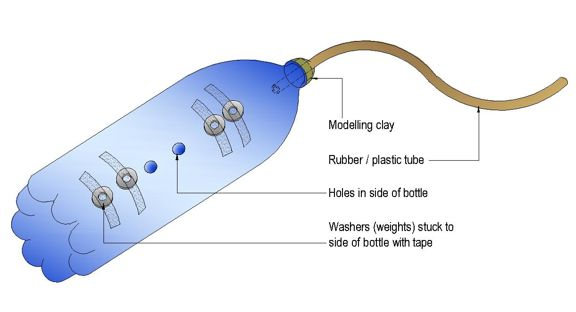 Modelling clay
Rubber / plastic tube
Holes in side of bottle
Washers (weights) stuck to
side of bottle with tape